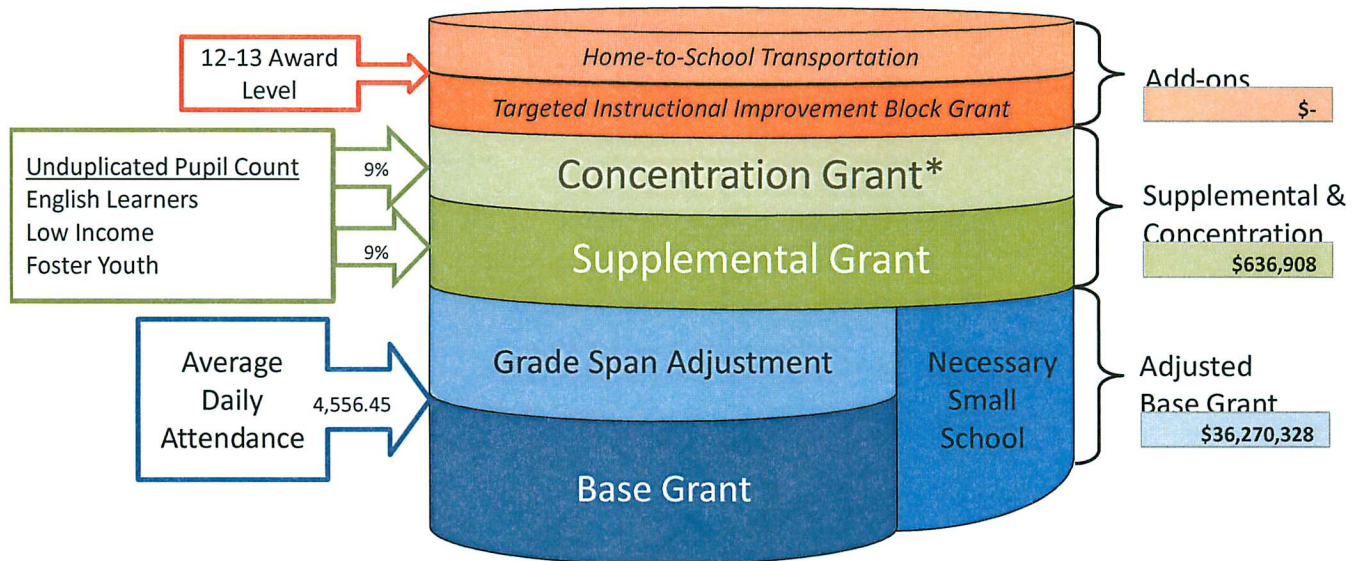 12-13 Award
Level
Home-to-School Transportation
Targeted Instructional Improvement Block Grant
Add-ons
$-
Unduplicated Pupil Count
English Learners
Low Income
Foster Youth
9%
9%
Concentration Grant*
Supplemental Grant
Supplemental &
Concentration
$636,908
Average
Daily
Attendance
4,556.45
Grade Span Adjustment
Base Grant
Necessary
Small
School
Adjusted
Base Grant
$36,270,328